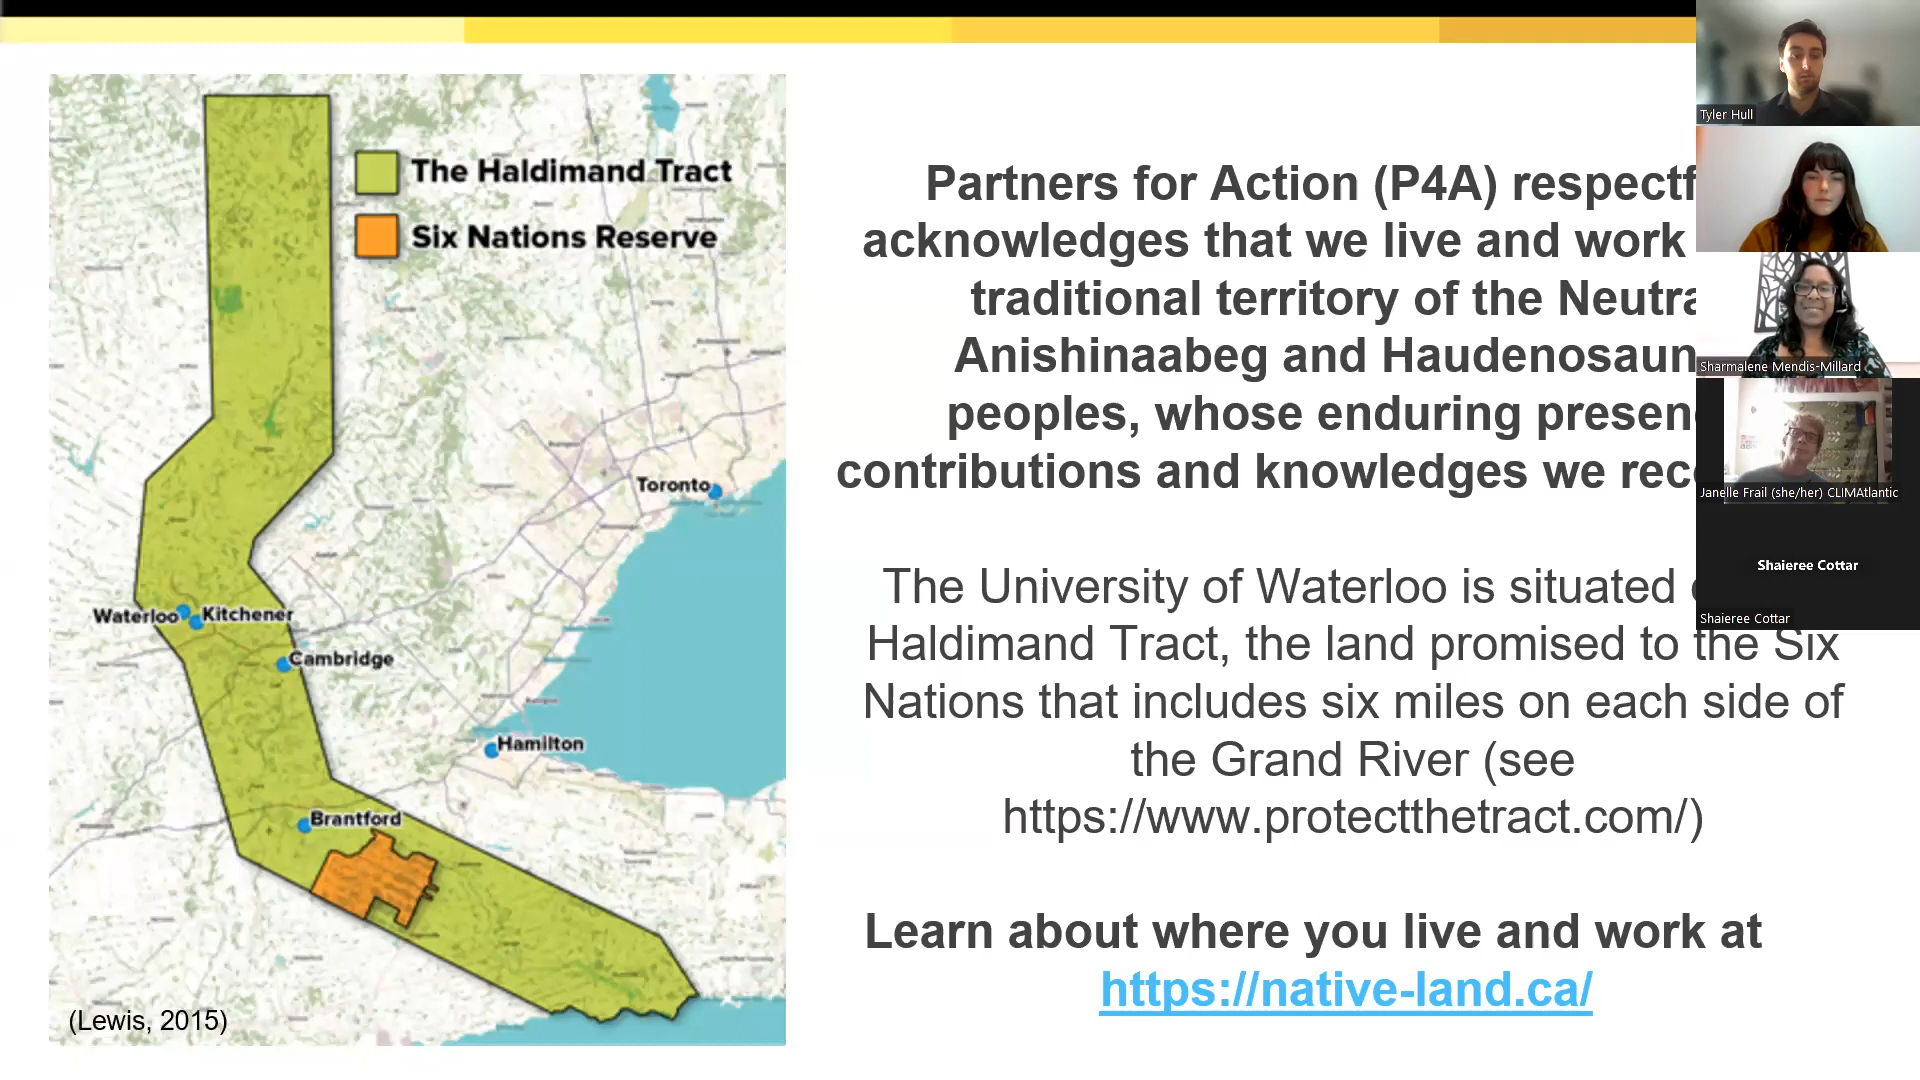 The Haldimand Tract
Six Nations Reserve
Toronto
Waterloo
Kitchener
Cambridge
Hamilton
Brantford
(Lewis, 2015)
Partners for Action (P4A) respectf
acknowledges that we live and work
traditional territory of the Neutra
Anishinaabeg and Haudenosaun
peoples, whose enduring presen
contributions and knowledges we rec
The University of Waterloo is situated
Haldimand Tract, the land promised to the Six
Nations that includes six miles on each side of
the Grand River (see
https://www.protectthetract.com/)
Learn about where you live and work at
https://native-land.ca/
Tyler Hull
Sharmalene Mendis-Millard
Janelle Frail (she/her) CLIMAtlantic
Shaieree Cottar
Shaieree Cottar